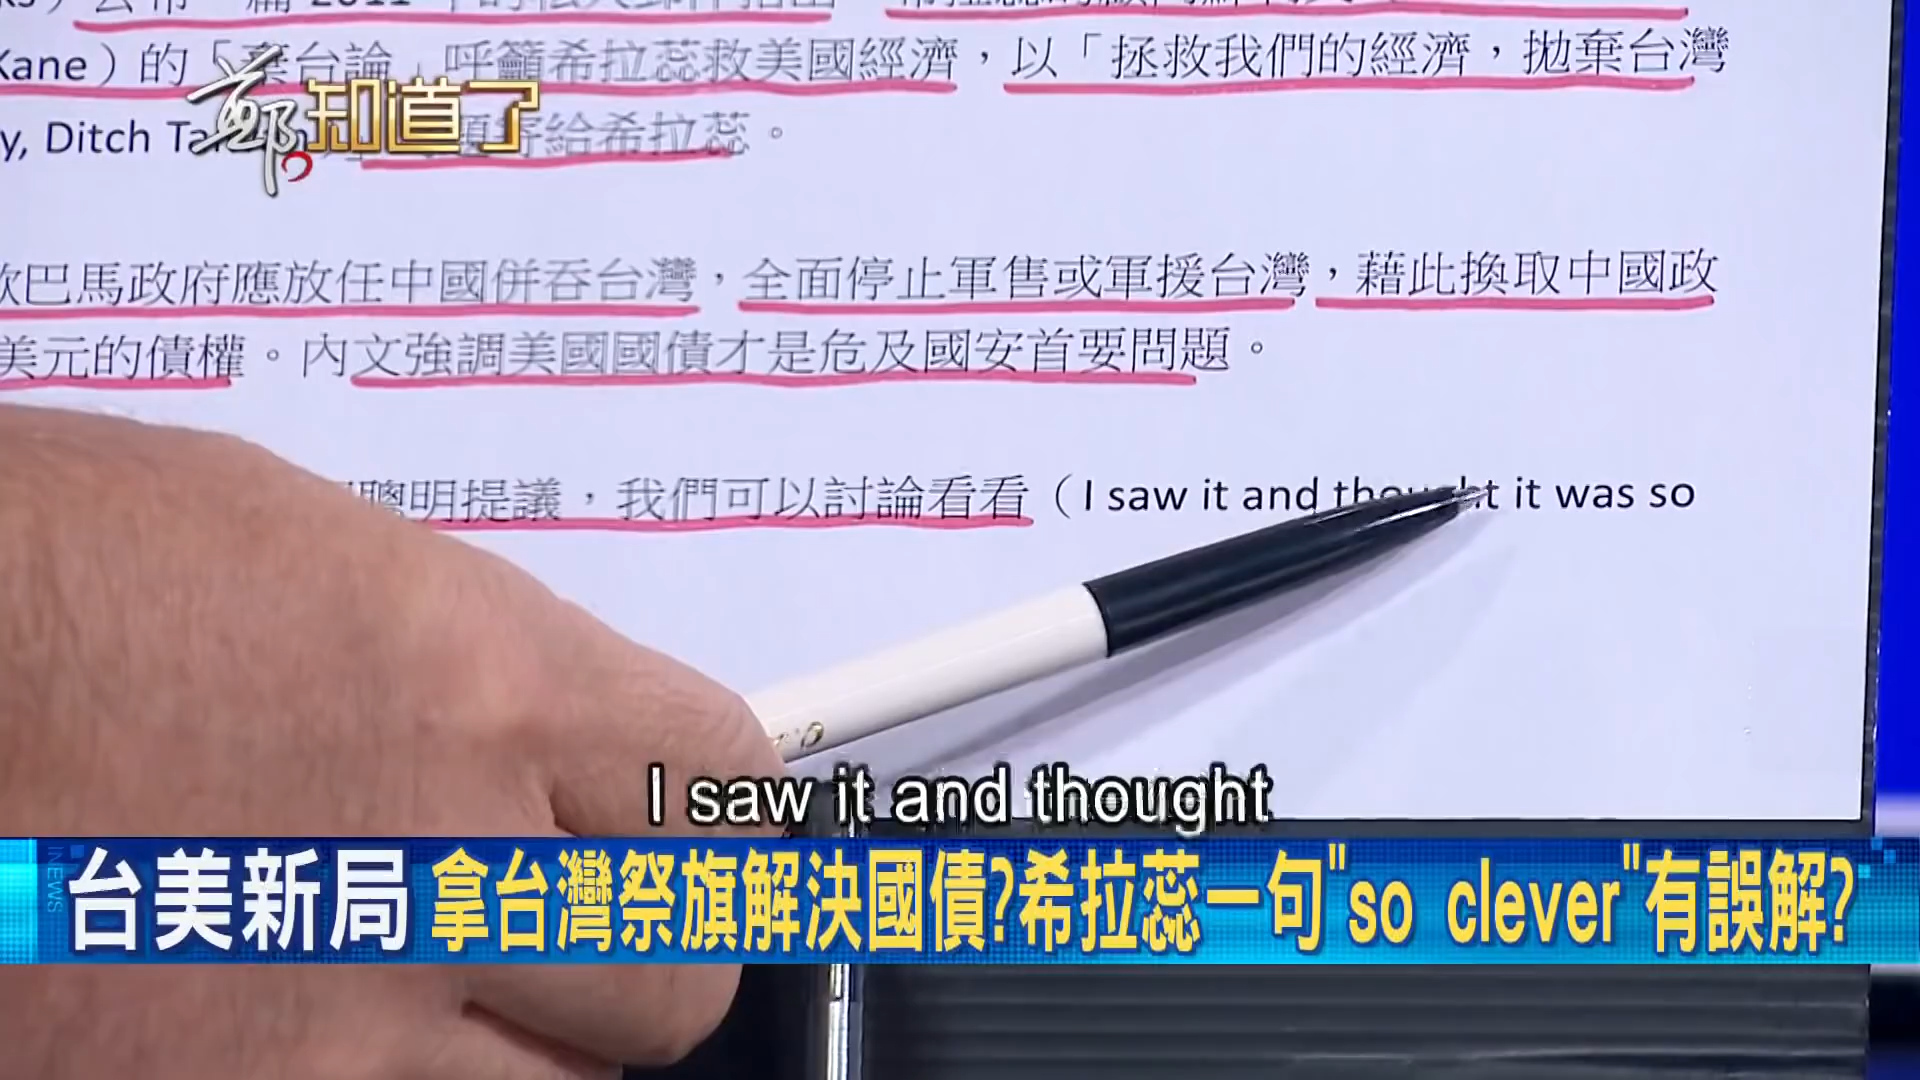 Kane）的「棄台論」呼籲希拉蕊救美國經濟，以「拯救我們的經濟，拋棄台灣
鄭知道了
y, Ditch Ta 題寄給希拉蕊。
歐巴馬政府應放任中國併吞台灣，全面停止軍售或軍援台灣，藉此換取中國政
美元的債權。內文強調美國國債才是危及國安首要問題。
聰明提議，我們可以討論看看（I saw it and thought it was so
I saw it and thought
INEWS
台美新局 拿台灣祭旗解決國債?希拉蕊一句"so clever"有誤解?